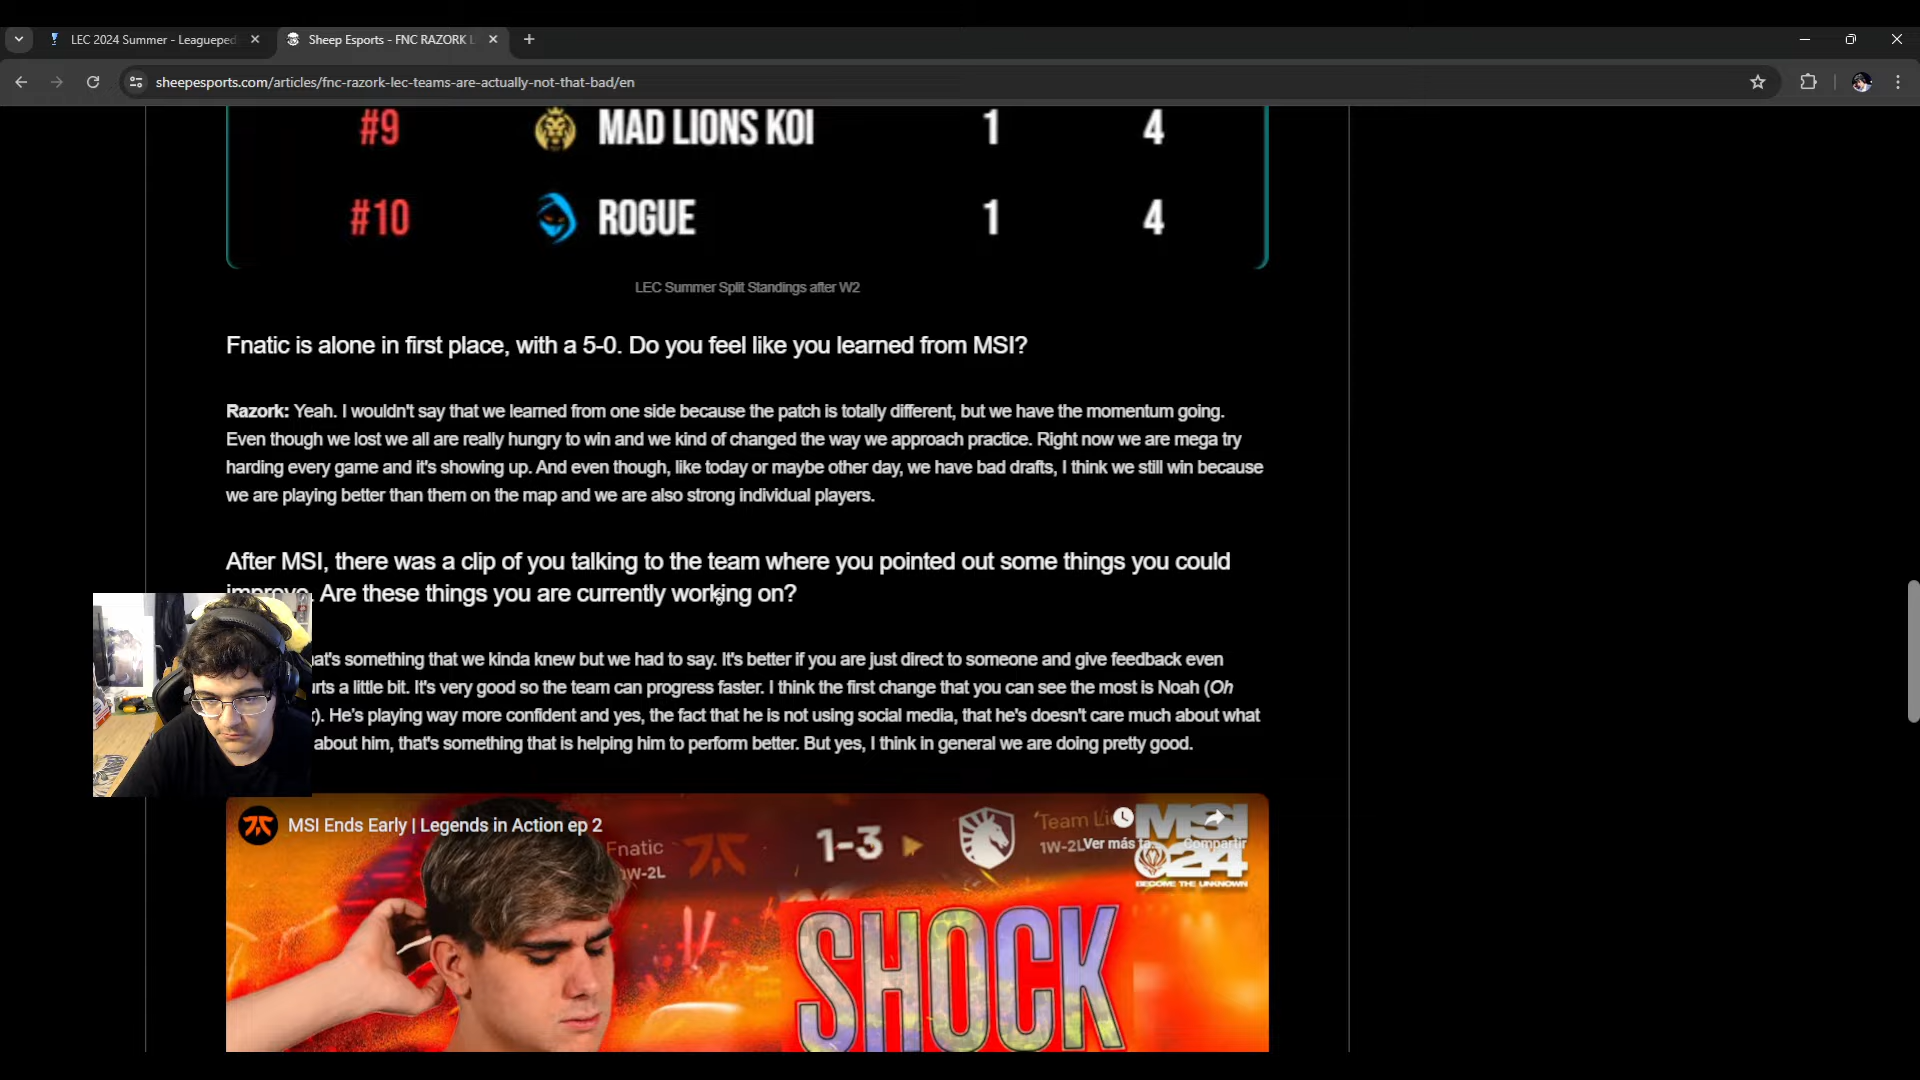 LEC 2024 Summer - Leaguepedi
Sheep Esports - FNC RAZORK L
sheepesports.com/articles/fnc-razork-lec-teams-are-actually-not-that-bad/en
#9 MAD LIONS KOI 1 4
#10 ROGUE 1 4
LEC Summer Split Standings after W2
Fnatic is alone in first place, with a 5-0. Do you feel like you learned from MSI?
Razork: Yeah. I wouldn't say that we learned from one side because the patch is totally different, but we have the momentum going.
Even though we lost we all are really hungry to win and we kind of changed the way we approach practice. Right now we are mega try
harding every game and it's showing up. And even though, like today or maybe other day, we have bad drafts, I think we still win because
we are playing better than them on the map and we are also strong individual players.
After MSI, there was a clip of you talking to the team where you pointed out some things you could
improve. Are these things you are currently working on?
at's something that we kinda knew but we had to say. It's better if you are just direct to someone and give feedback even
rts a little bit. It's very good so the team can progress faster. I think the first change that you can see the most is Noah (Oh
). He's playing way more confident and yes, the fact that he is not using social media, that he's doesn't care much about what
about him, that's something that is helping him to perform better. But yes, I think in general we are doing pretty good.
MSI Ends Early | Legends in Action ep 2
Fnatic
W-2L
1-3
Team Li
1W-2L
Ver más ta...
Compartir
MSI
24
BECOME THE UNKNOWN
SHOCK